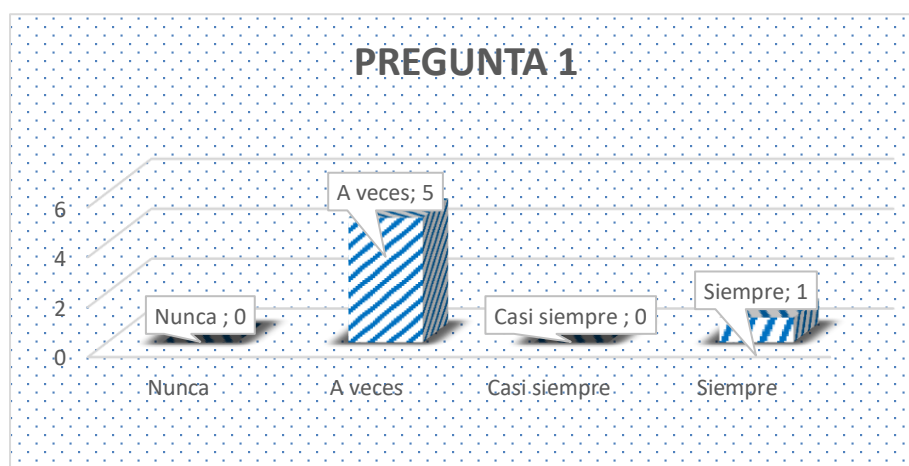 PREGUNTA 1
6
4
2
0
A veces; 5
Nunca ; 0
Casi siempre ; 0
Siempre; 1
Nunca
A veces
Casi siempre
Siempre